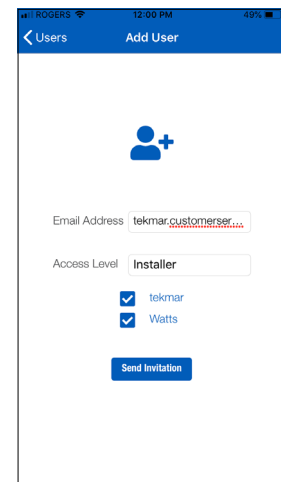 ROGERS 12:00 PM 49%
Users Add User
Email Address tekmar.customerser...
Access Level Installer
tekmar
Watts
Send Invitation